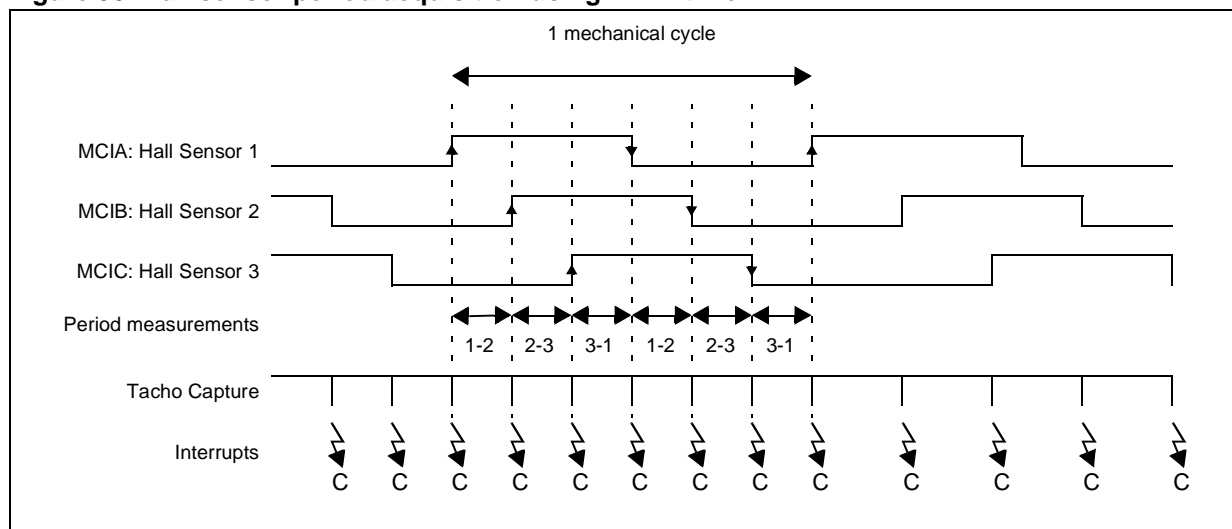 1 mechanical cycle
MCIA: Hall Sensor 1
MCIB: Hall Sensor 2
MCIC: Hall Sensor 3
Period measurements
1-2 2-3 3-1 1-2 2-3 3-1
Tacho Capture
Interrupts
C C C C C C C C C C C C C